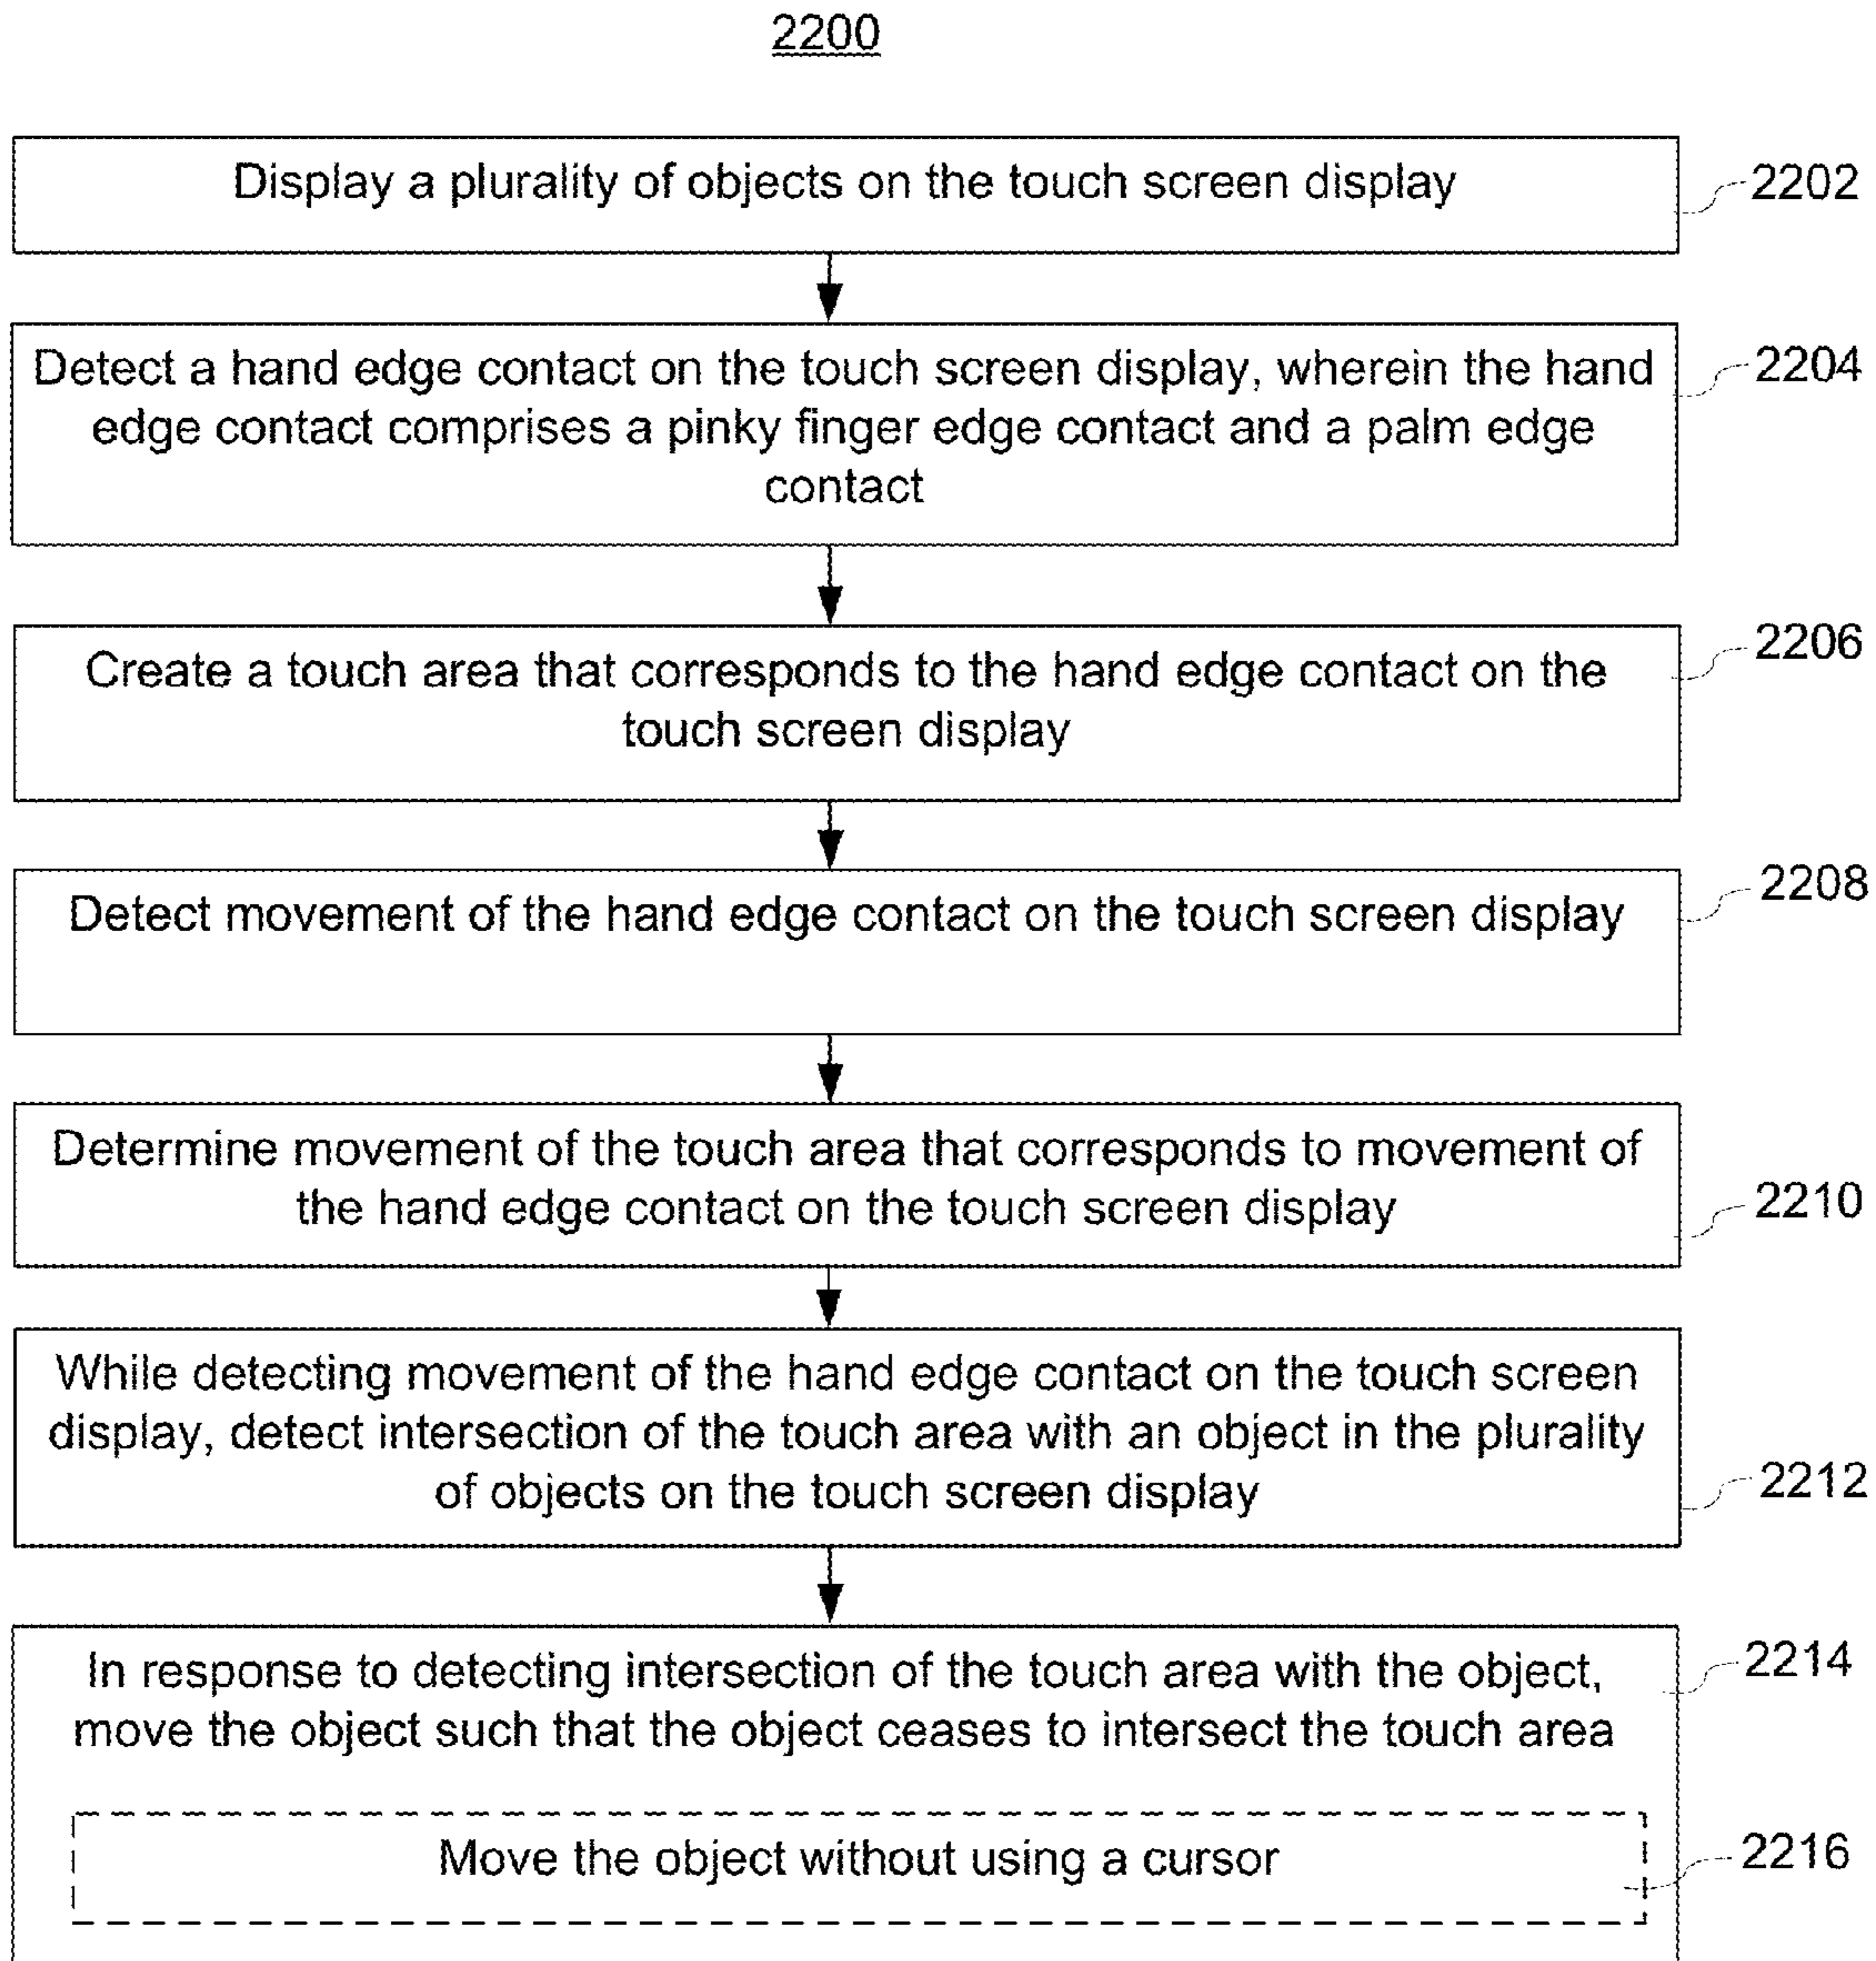 2200
Display a plurality of objects on the touch screen display
2202
Detect a hand edge contact on the touch screen display, wherein the hand
edge contact comprises a pinky finger edge contact and a palm edge
contact
2204
Create a touch area that corresponds to the hand edge contact on the
touch screen display
2206
Detect movement of the hand edge contact on the touch screen display
2208
Determine movement of the touch area that corresponds to movement of
the hand edge contact on the touch screen display
2210
While detecting movement of the hand edge contact on the touch screen
display, detect intersection of the touch area with an object in the plurality
of objects on the touch screen display
2212
In response to detecting intersection of the touch area with the object,
move the object such that the object ceases to intersect the touch area
2214
Move the object without using a cursor
2216